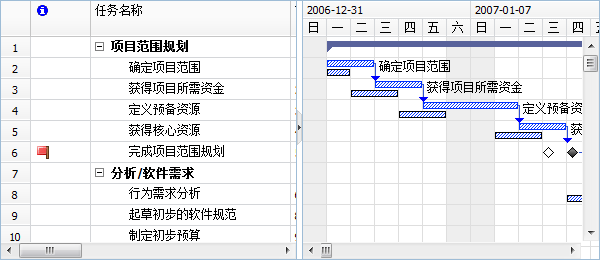 任务名称
2006-12-31
2007-01-07
日 一 二 三 四 五 六 日 一 二 三 四
1 项目范围规划
2 确定项目范围
确定项目范围
3 获得项目所需资金
获得项目所需资金
4 定义预备资源
定义预备资源
5 获得核心资源
获
6 完成项目范围规划
7 分析/软件需求
8 行为需求分析
9 起草初步的软件规范
10 制定初步预算